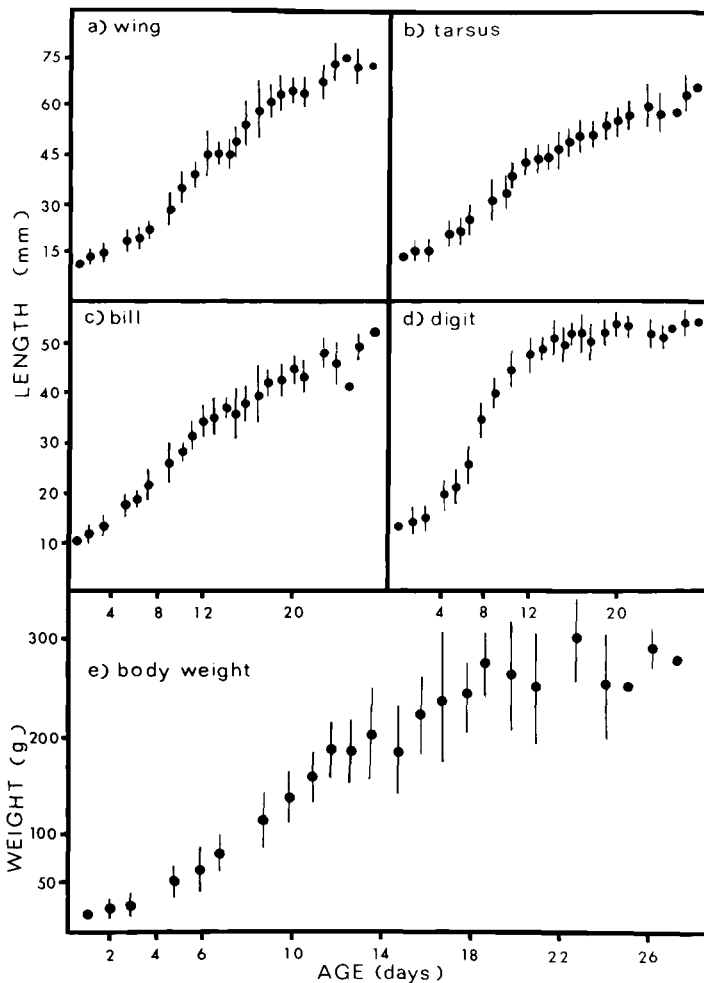 a) wing
b) tarsus
75
60
45
30
15
LENGTH (mm)
c) bill
d) digit
50
40
30
20
10
4 8 12 20
4 8 12 20
e) body weight
300
200
100
50
WEIGHT (g)
2 4 6 10 14 18 22 26
AGE (days)